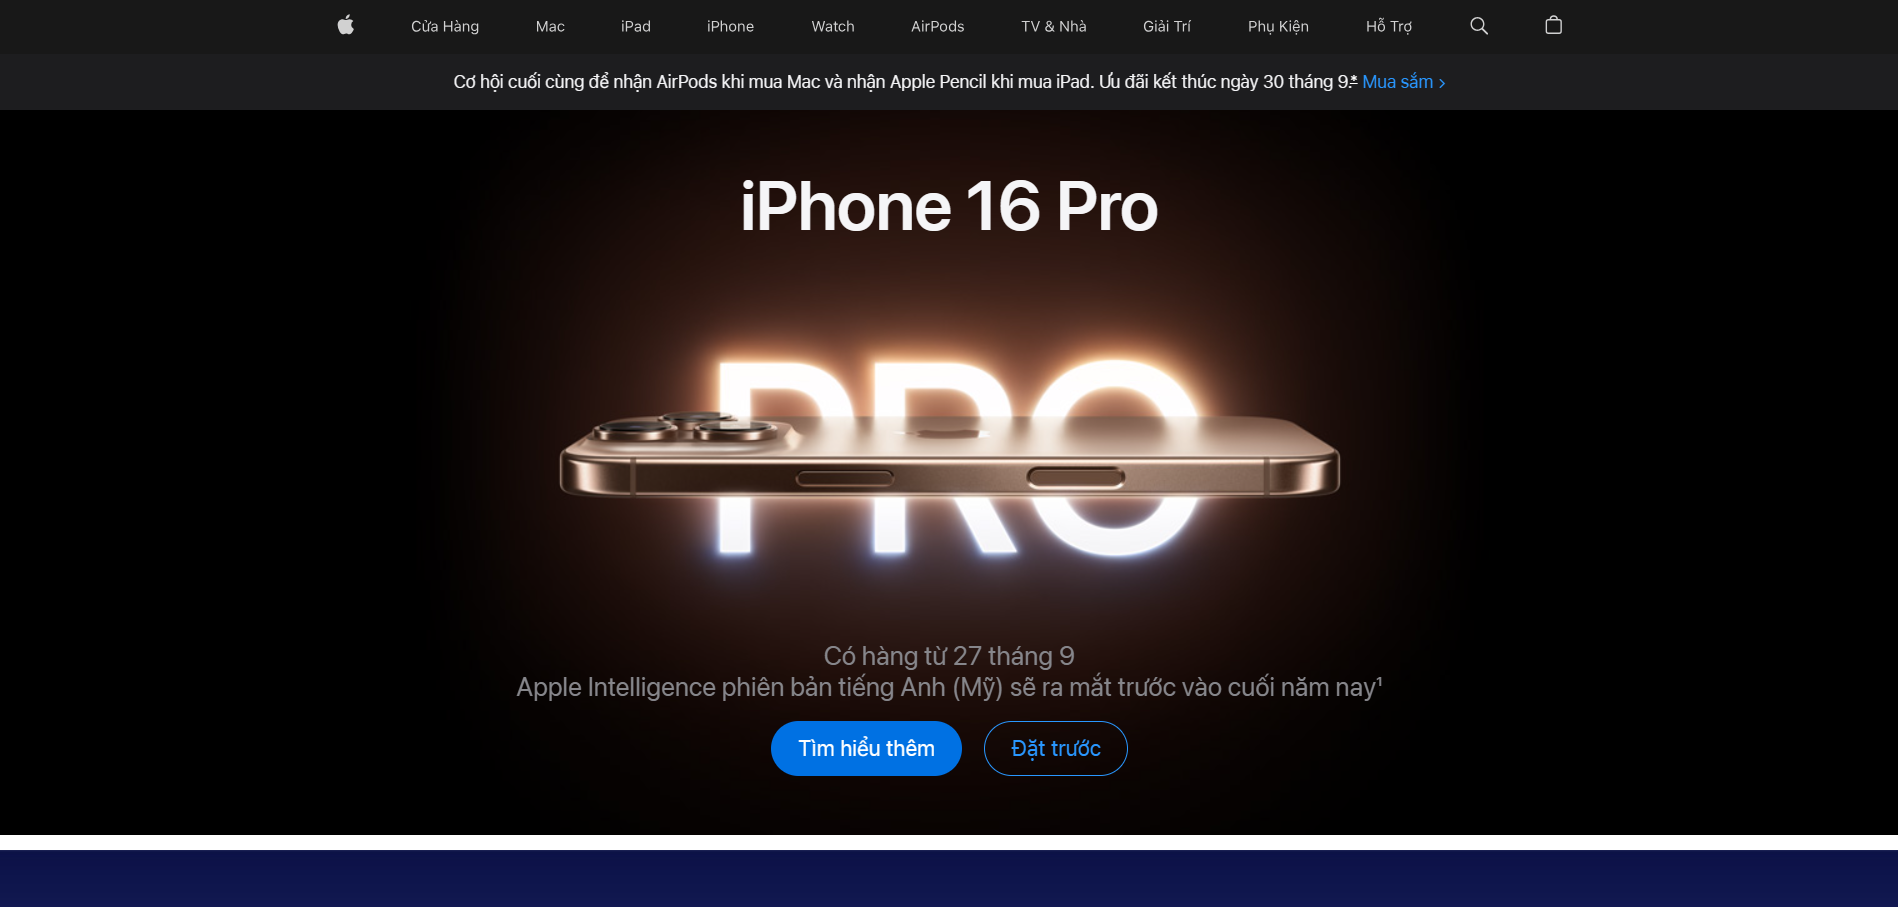 Cửa Hàng Mac iPad iPhone Watch AirPods TV & Nhà Giải Trí Phụ Kiện Hỗ Trợ
Cơ hội cuối cùng để nhận AirPods khi mua Mac và nhận Apple Pencil khi mua iPad. Ưu đãi kết thúc ngày 30 tháng 9.* Mua sắm >
iPhone 16 Pro
PRO
Có hàng từ 27 tháng 9
Apple Intelligence phiên bản tiếng Anh (Mỹ) sẽ ra mắt trước vào cuối năm nay¹
Tìm hiểu thêm Đặt trước